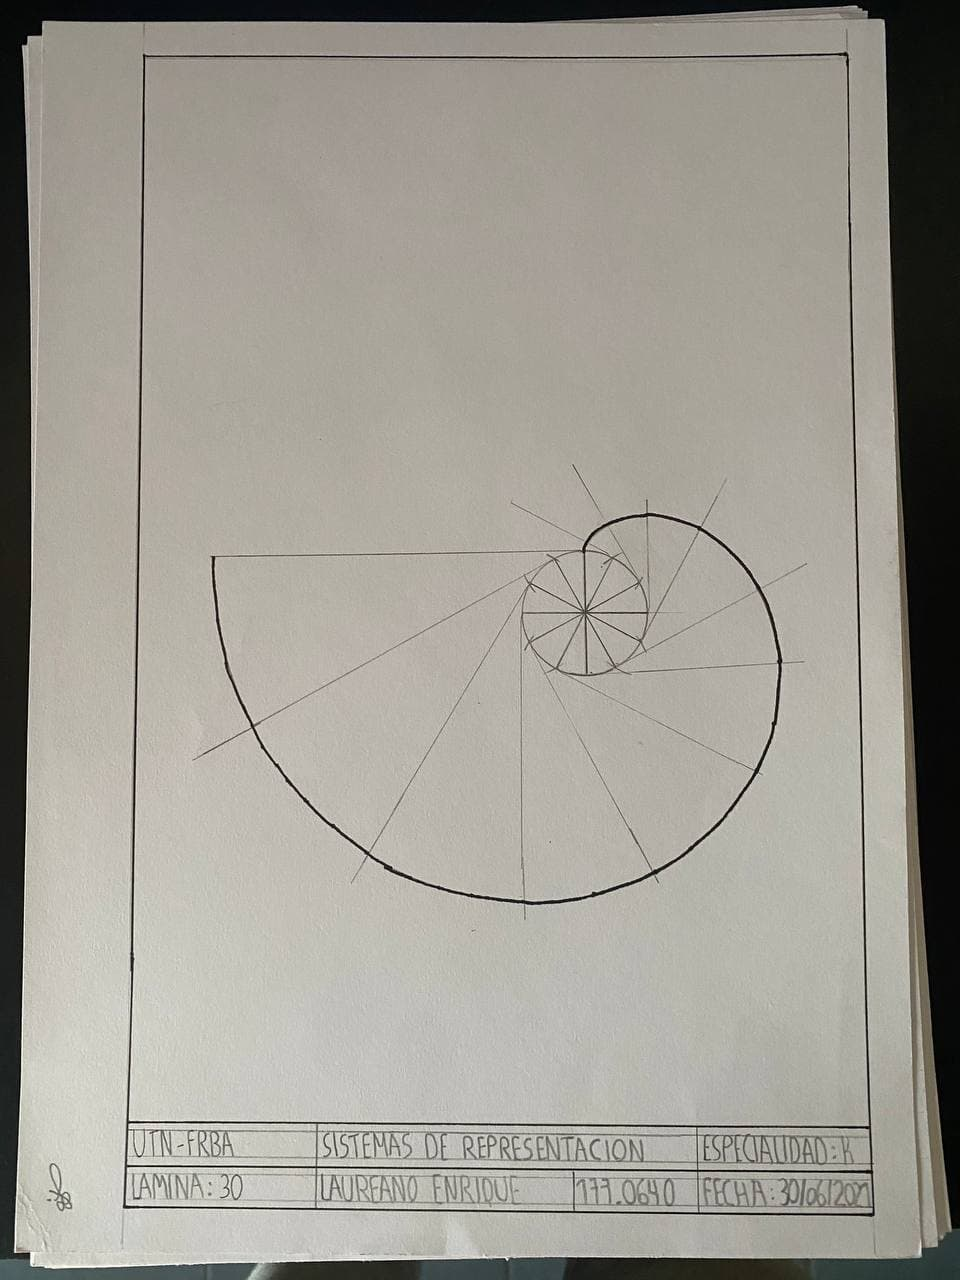 UTN-FRBA SISTEMAS DE REPRESENTACION ESPECIALIDAD: K
LAMINA: 30 LAUREANO ENRIQUE 177.0640 FECHA: 30/06/2021